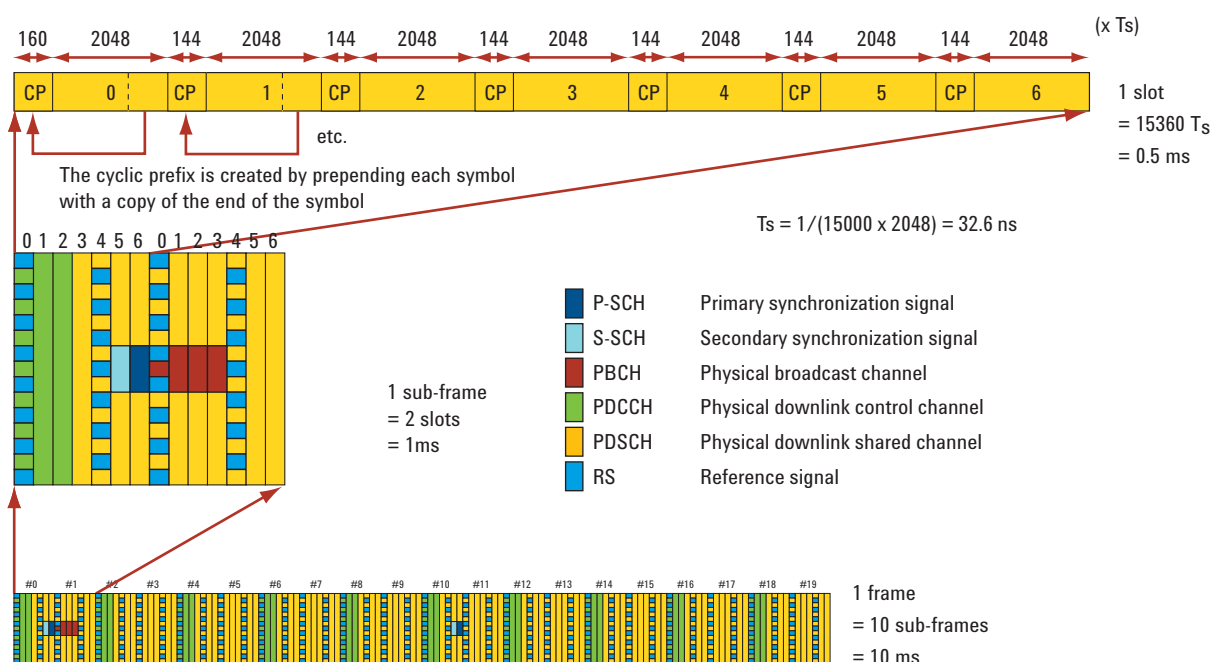 160 2048 144 2048 144 2048 144 2048 144 2048 144 2048 144 2048 (x Ts)
CP 0 CP 1 CP 2 CP 3 CP 4 CP 5 CP 6
1 slot
= 15360 TS
= 0.5 ms
etc.
The cyclic prefix is created by prepending each symbol
with a copy of the end of the symbol
Ts = 1/(15000 x 2048) = 32.6 ns
0 1 2 3 4 5 6 0 1 2 3 4 5 6
1 sub-frame
= 2 slots
= 1ms
P-SCH Primary synchronization signal
S-SCH Secondary synchronization signal
PBCH Physical broadcast channel
PDCCH Physical downlink control channel
PDSCH Physical downlink shared channel
RS Reference signal
#0 #1 #2 #3 #4 #5 #6 #7 #8 #9 #10 #11 #12 #13 #14 #15 #16 #17 #18 #19
1 frame
= 10 sub-frames
= 10 ms